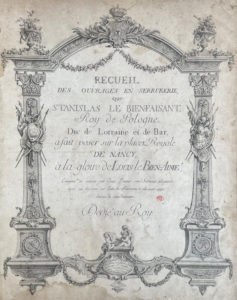 RECUEIL
DES OUVRAGES EN SERRURERIE,
que
STANISLAS LE BIENFAISANT,
Roy de Pologne,
Duc de Lorraine et de Bar,
a fait poser sur la place Royale
DE NANCY,
à la gloire de LOUIS LE BIEN-AIMÉ.
Dedié au Roy